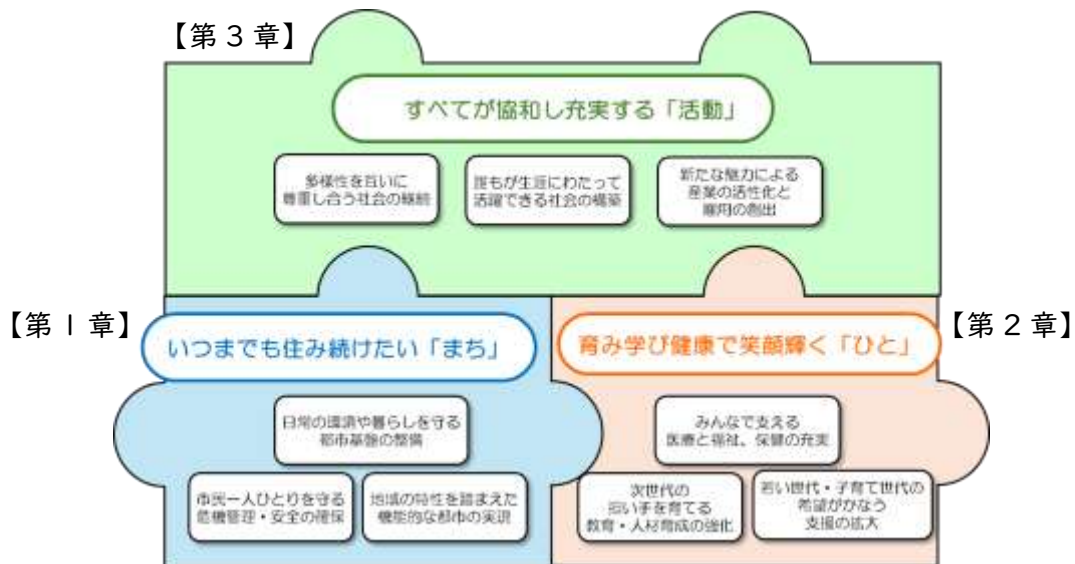 【第3章】
すべてが協和し充実する「活動」
多様性を互いに
尊重し合う社会の継続
誰もが生涯にわたって
活躍できる社会の構築
新たな魅力による
産業の活性化と
雇用の創出
【第1章】
いつまでも住み続けたい「まち」
日常の環境や暮らしを守る
都市基盤の整備
市民一人ひとりを守る
危機管理・安全の確保
地域の特性を踏まえた
機能的な都市の実現
【第2章】
育み学び健康で笑顔輝く「ひと」
みんなで支える
医療と福祉、保健の充実
次世代の
担い手を育てる
教育・人材育成の強化
若い世代・子育て世代の
希望がかなう
支援の拡大